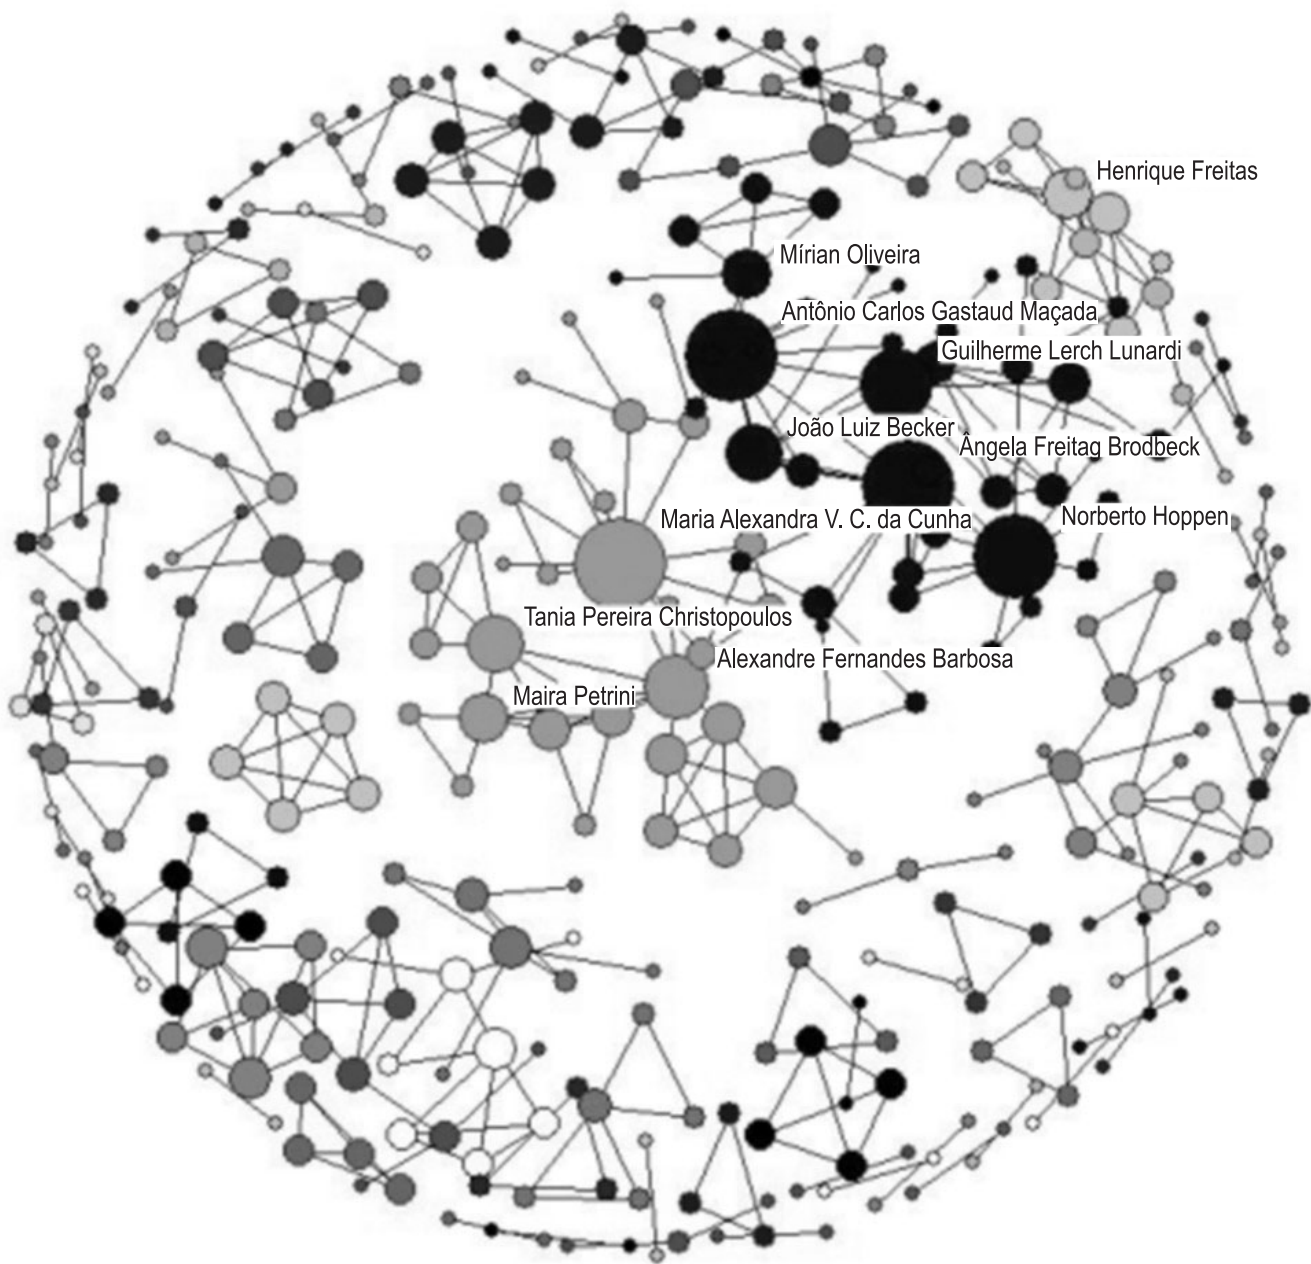 Henrique Freitas
Mírian Oliveira
Antônio Carlos Gastaud Maçada
Guilherme Lerch Lunardi
João Luiz Becker
Ângela Freitag Brodbeck
Maria Alexandra V. C. da Cunha
Norberto Hoppen
Tania Pereira Christopoulos
Alexandre Fernandes Barbosa
Maira Petrini